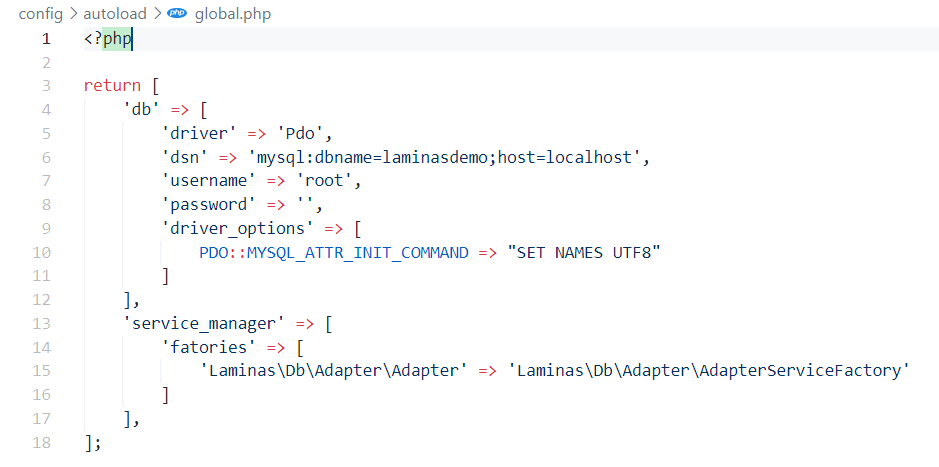 config > autoload > php global.php
1 <?php
2
3 return [
4     'db' => [
5         'driver' => 'Pdo',
6         'dsn' => 'mysql:dbname=laminasdemo;host=localhost',
7         'username' => 'root',
8         'password' => '',
9         'driver_options' => [
10             PDO::MYSQL_ATTR_INIT_COMMAND => "SET NAMES UTF8"
11         ]
12     ],
13     'service_manager' => [
14         'fatories' => [
15             'Laminas\Db\Adapter\Adapter' => 'Laminas\Db\Adapter\AdapterServiceFactory'
16         ]
17     ],
18 ];